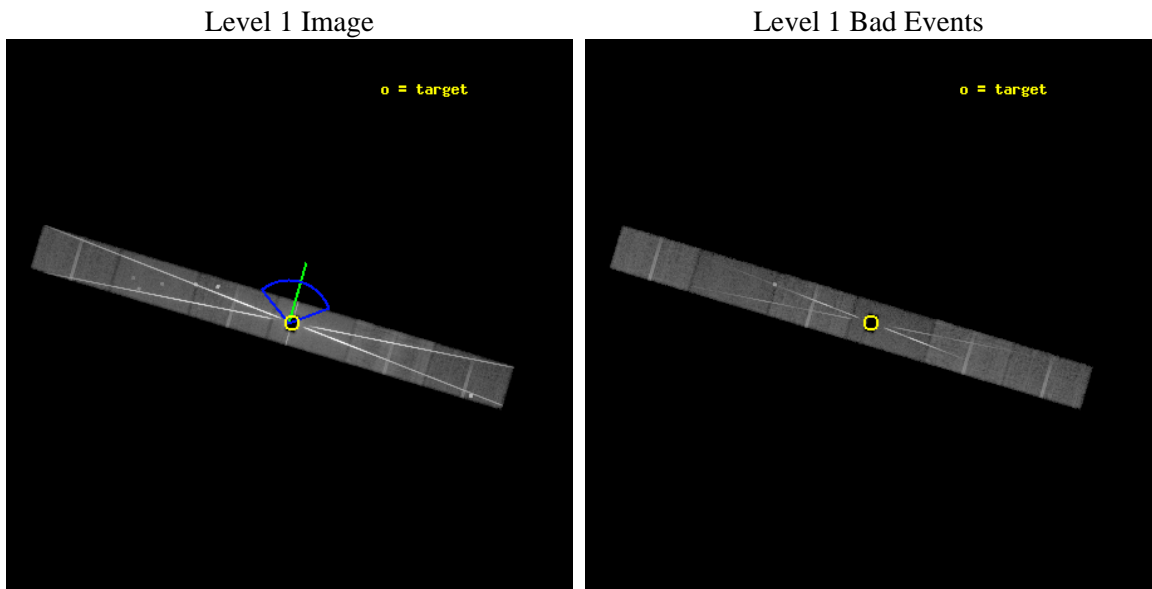 Level 1 Image
Level 1 Bad Events
o = target
o = target